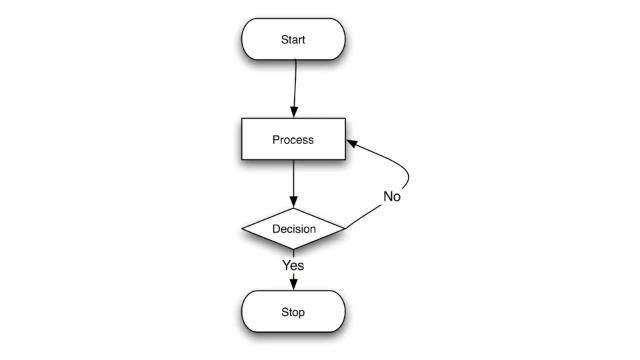 Start
Process
No
Decision
Yes
Stop